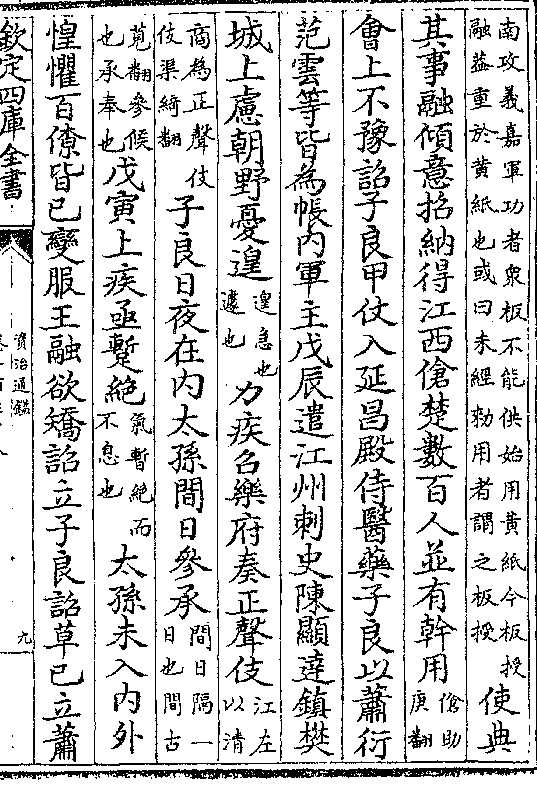 南攻義嘉軍功者衆板不能供始用黄紙今板授
融益重於黄紙也或曰未經勅用者謂之板授
使典
其事融傾意招納得江西傖楚數百人並有幹用
傖助
庚翻
會上不豫詔子良甲仗入延昌殿侍醫藥子良以蕭衍
范雲等皆為帳内軍主戊辰遣江州刺史陳顯達鎮樊
城上慮朝野憂遑
遑急也
遽也
力疾召樂府奏正聲伎
江左
以清
商為正聲伎
伎渠綺翻
子良日夜在内太孫間日參承
間日隔一
日也間古
莧翻參候
也承奉也
戊寅上疾亟蹔絶
氣暫絶而
不息也
太孫未入内外
惶懼百僚皆已變服王融欲矯詔立子良詔草已立蕭
欽定四庫全書
資治通鑑
九